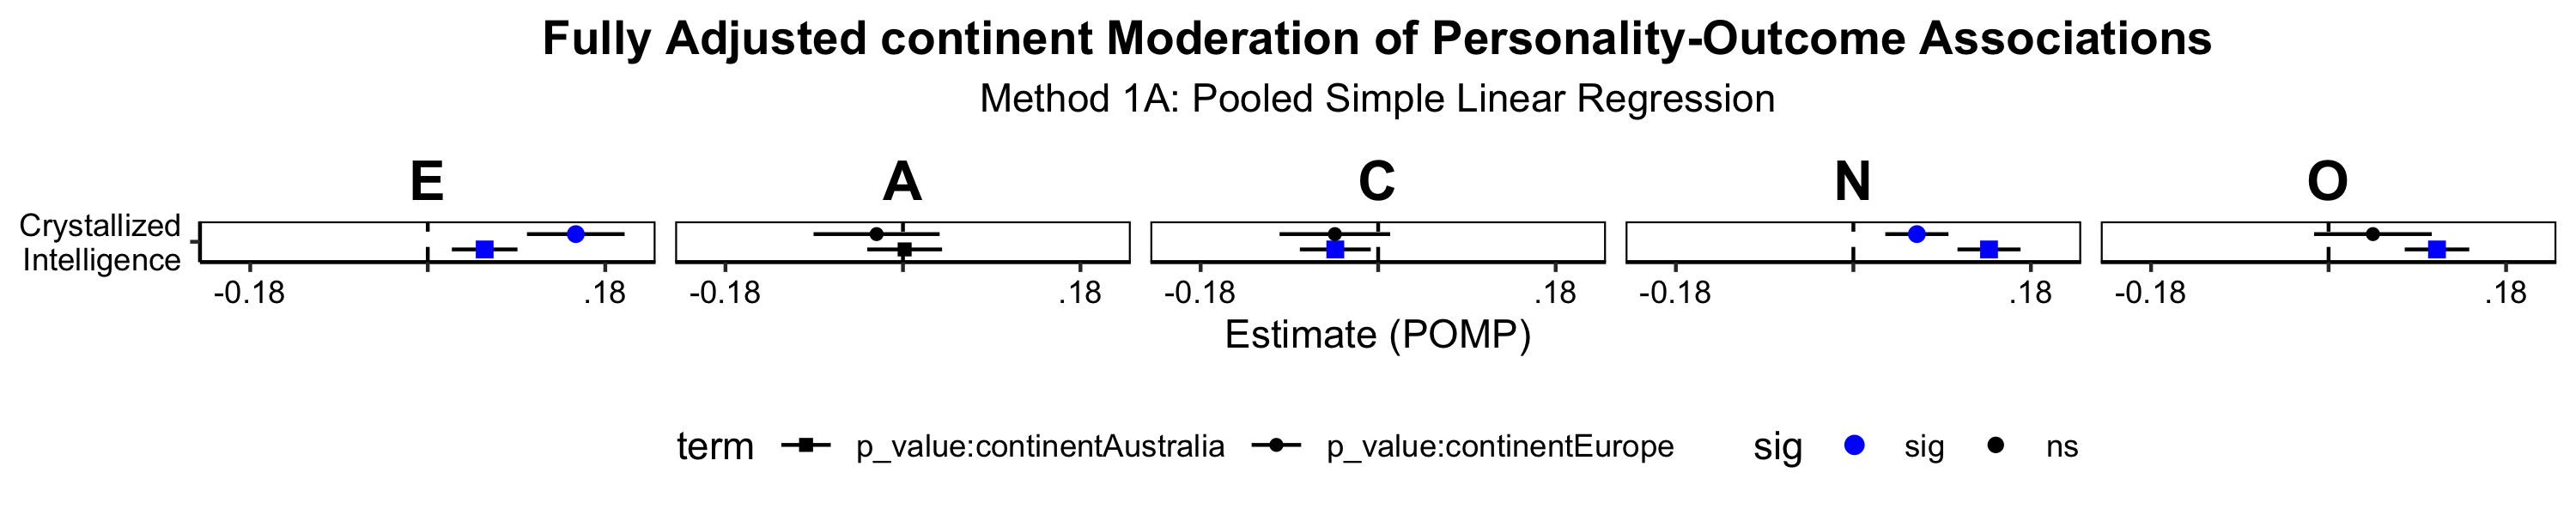 Fully Adjusted continent Moderation of Personality-Outcome Associations
Method 1A: Pooled Simple Linear Regression
E A C N O
Crystallized
Intelligence
-0.18 .18 -0.18 .18 -0.18 .18 -0.18 .18 -0.18 .18
Estimate (POMP)
term p_value:continentAustralia p_value:continentEurope sig sig ns